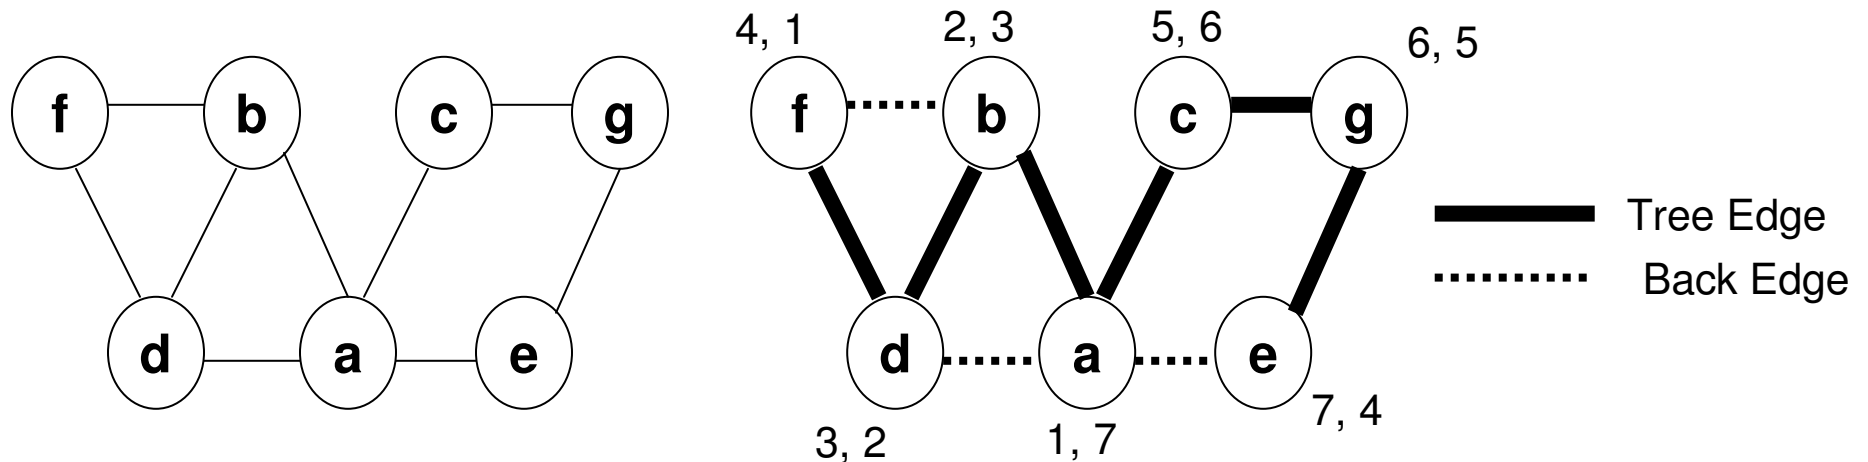 f b c g
d a e
4, 1 2, 3 5, 6 6, 5
f b c g
d a e
3, 2 1, 7 7, 4
Tree Edge
Back Edge